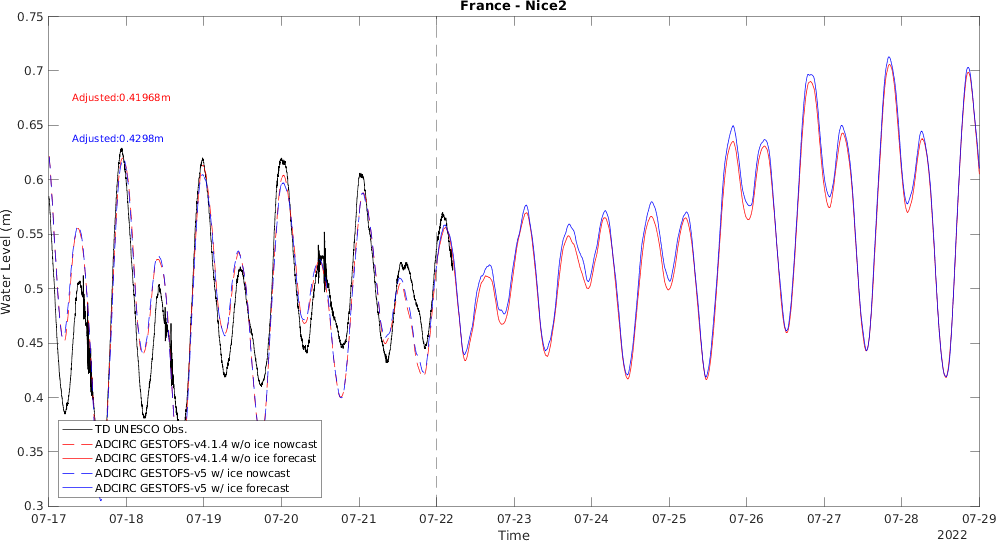 France - Nice2
Water Level (m)
0.75
0.7
0.65
0.6
0.55
0.5
0.45
0.4
0.35
0.3
Adjusted:0.41968m
Adjusted:0.4298m
TD UNESCO Obs.
ADCIRC GESTOFS-v4.1.4 w/o ice nowcast
ADCIRC GESTOFS-v4.1.4 w/o ice forecast
ADCIRC GESTOFS-v5 w/ ice nowcast
ADCIRC GESTOFS-v5 w/ ice forecast
07-17 07-18 07-19 07-20 07-21 07-22 07-23 07-24 07-25 07-26 07-27 07-28 07-29
Time
2022